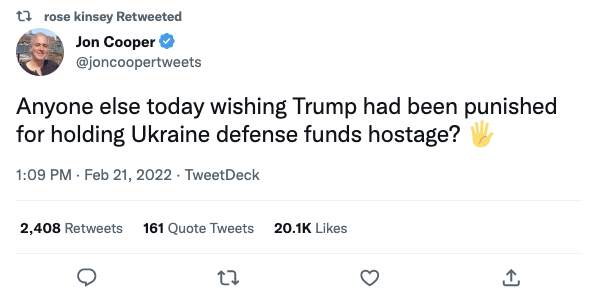 rose kinsey Retweeted
Jon Cooper
@joncoopertweets
Anyone else today wishing Trump had been punished
for holding Ukraine defense funds hostage? 🖐
1:09 PM · Feb 21, 2022 · TweetDeck
2,408 Retweets 161 Quote Tweets 20.1K Likes